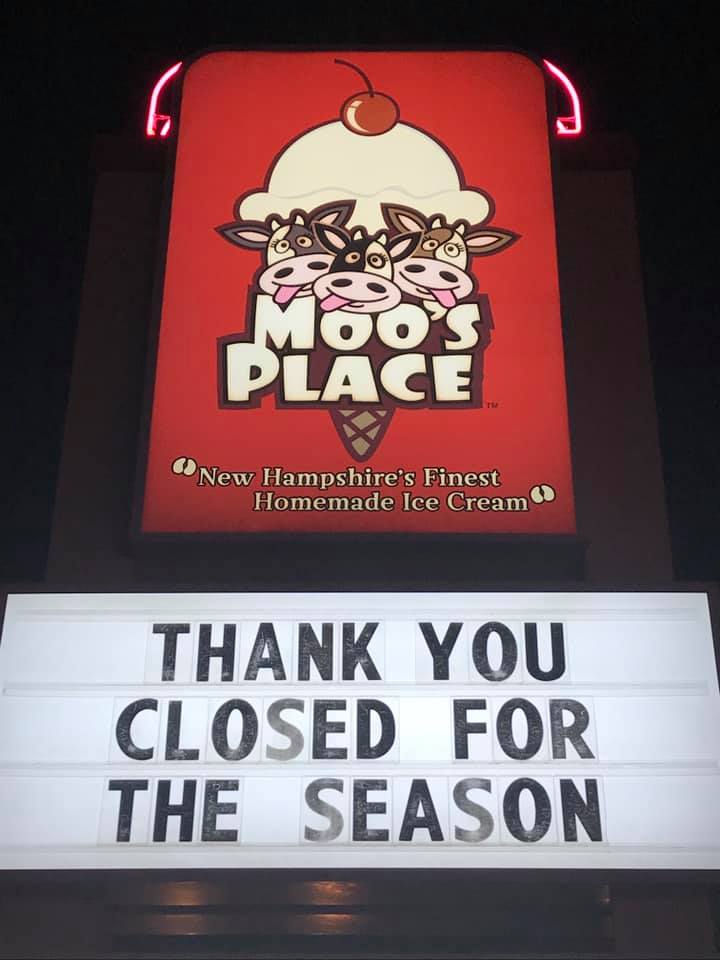 MOO'S
PLACE
TM
New Hampshire's Finest
Homemade Ice Cream
THANK YOU
CLOSED FOR
THE SEASON